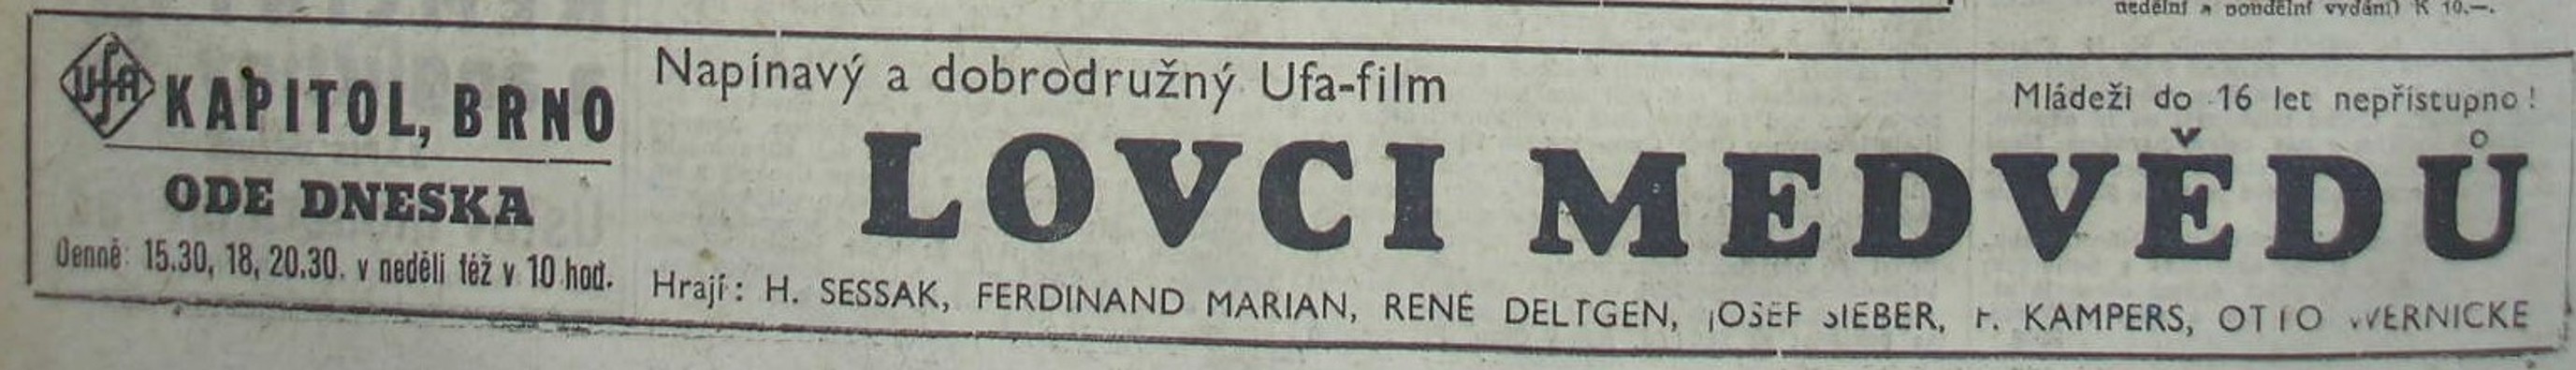 nedělní a pondělní vydání) K 10.—.
Ufa KAPITOL, BRNO
ODE DNESKA
Denně: 15.30, 18, 20.30. v neděli též v 10 hod.
Napínavý a dobrodružný Ufa-film
Mládeži do 16 let nepřístupno!
LOVCI MEDVĚDŮ
Hrají: H. SESSAK, FERDINAND MARIAN, RENÉ DELTGEN, JOSEF SIEBER, F. KAMPERS, OTTO WERNICKE